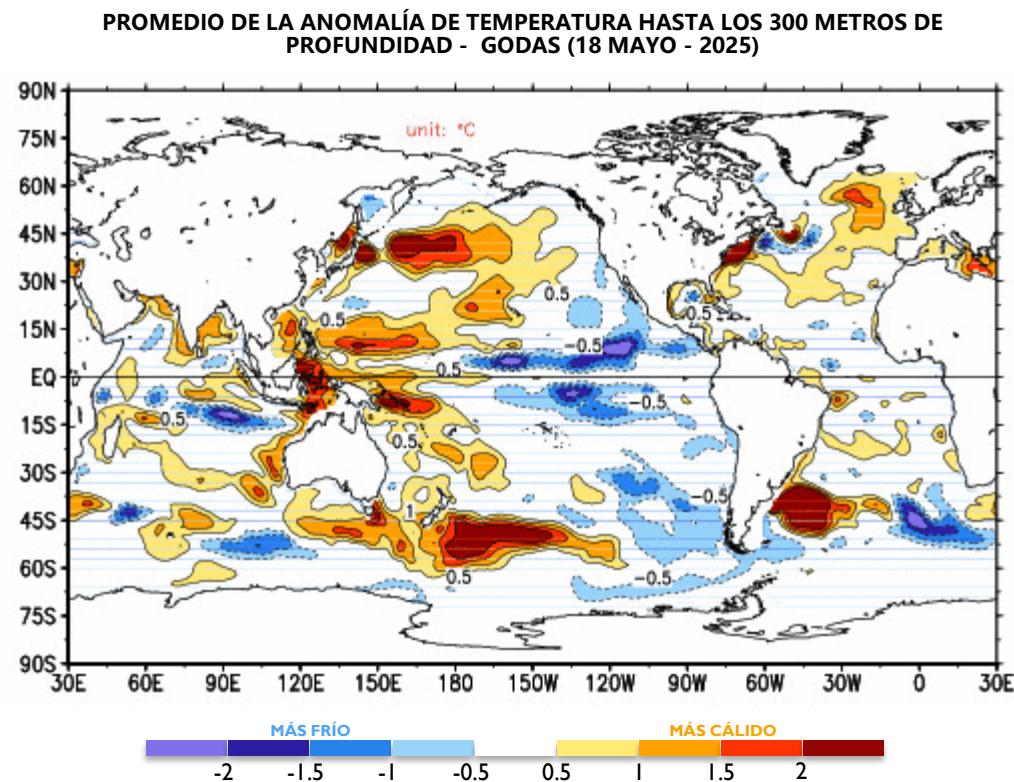 PROMEDIO DE LA ANOMALÍA DE TEMPERATURA HASTA LOS 300 METROS DE
PROFUNDIDAD - GODAS (18 MAYO - 2025)
90N
unit: °C
75N
60N
45N
30N
0.5
0.5
0.5
15N
0.5
-0.5
EQ
0.5
-0.5
15S
0.5
30S
-0.5
1
45S
60S
0.5
-0.5
75S
90S
30E 60E 90E 120E 150E 180 150W 120W 90W 60W 30W 0 30E
MÁS FRÍO MÁS CÁLIDO
-2 -1.5 -1 -0.5 0.5 1 1.5 2